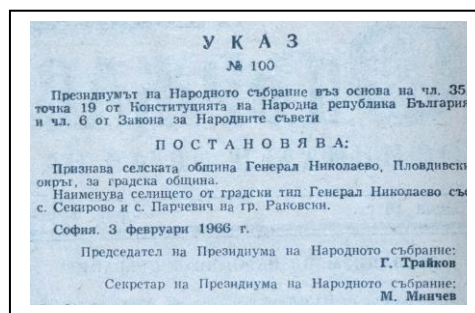 У К А З
№ 100
Президиумът на Народното събрание въз основа на чл. 35
точка 19 от Конституцията на Народна република България
и чл. 6 от Закона за Народните съвети
П О С Т А Н О В Я В А:
Признава селската община Генерал Николаево, Пловдивски
окръг, за градска община.
Наименува селището от градски тип Генерал Николаево със
с. Секирово и с. Парчевич на гр. Раковски.
София. 3 февруари 1966 г.
Председател на Президиума на Народното събрание:
Г. Трайков
Секретар на Президиума на Народното събрание:
М. Минчев